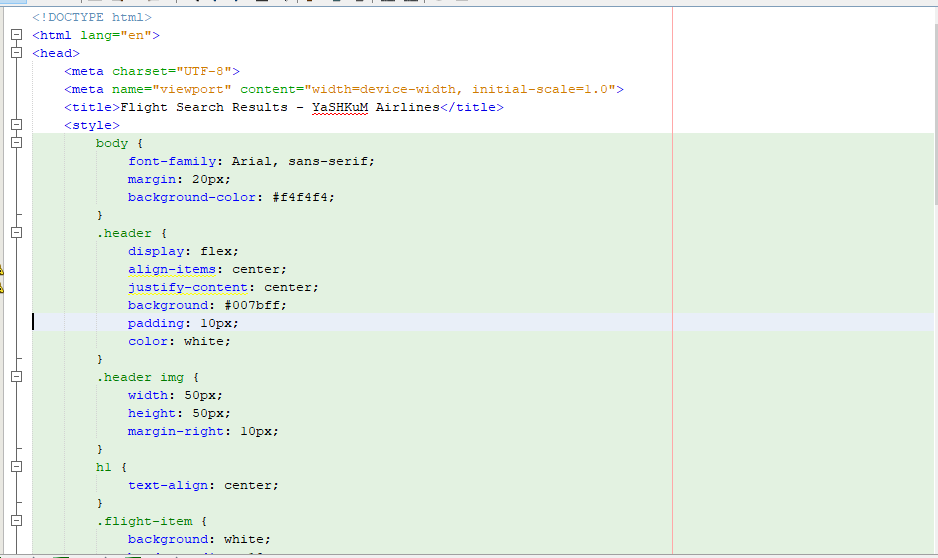 <!DOCTYPE html>
<html lang="en">
<head>
    <meta charset="UTF-8">
    <meta name="viewport" content="width=device-width, initial-scale=1.0">
    <title>Flight Search Results - YaSHKuM Airlines</title>
    <style>
        body {
            font-family: Arial, sans-serif;
            margin: 20px;
            background-color: #f4f4f4;
        }
        .header {
            display: flex;
            align-items: center;
            justify-content: center;
            background: #007bff;
            padding: 10px;
            color: white;
        }
        .header img {
            width: 50px;
            height: 50px;
            margin-right: 10px;
        }
        h1 {
            text-align: center;
        }
        .flight-item {
            background: white;